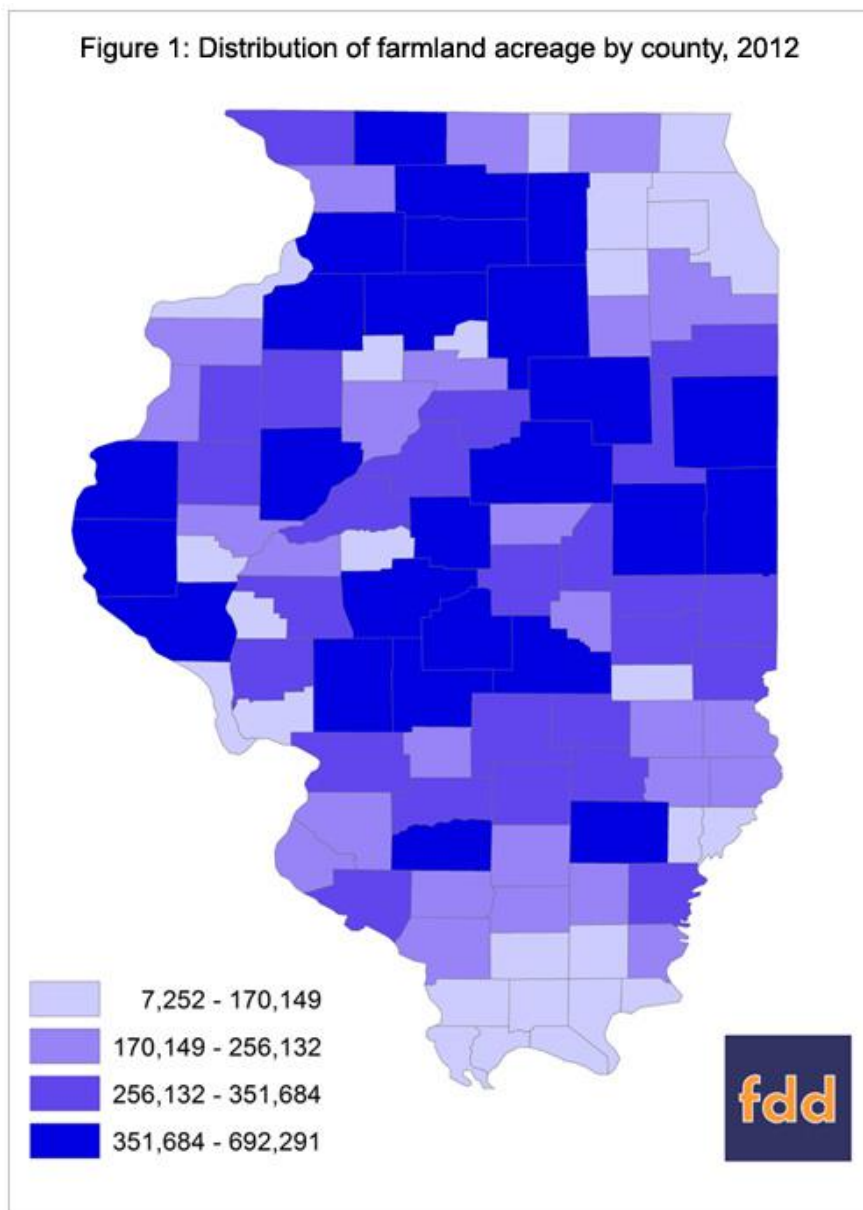 Figure 1: Distribution of farmland acreage by county, 2012
7,252 - 170,149
170,149 - 256,132
256,132 - 351,684
351,684 - 692,291
fdd